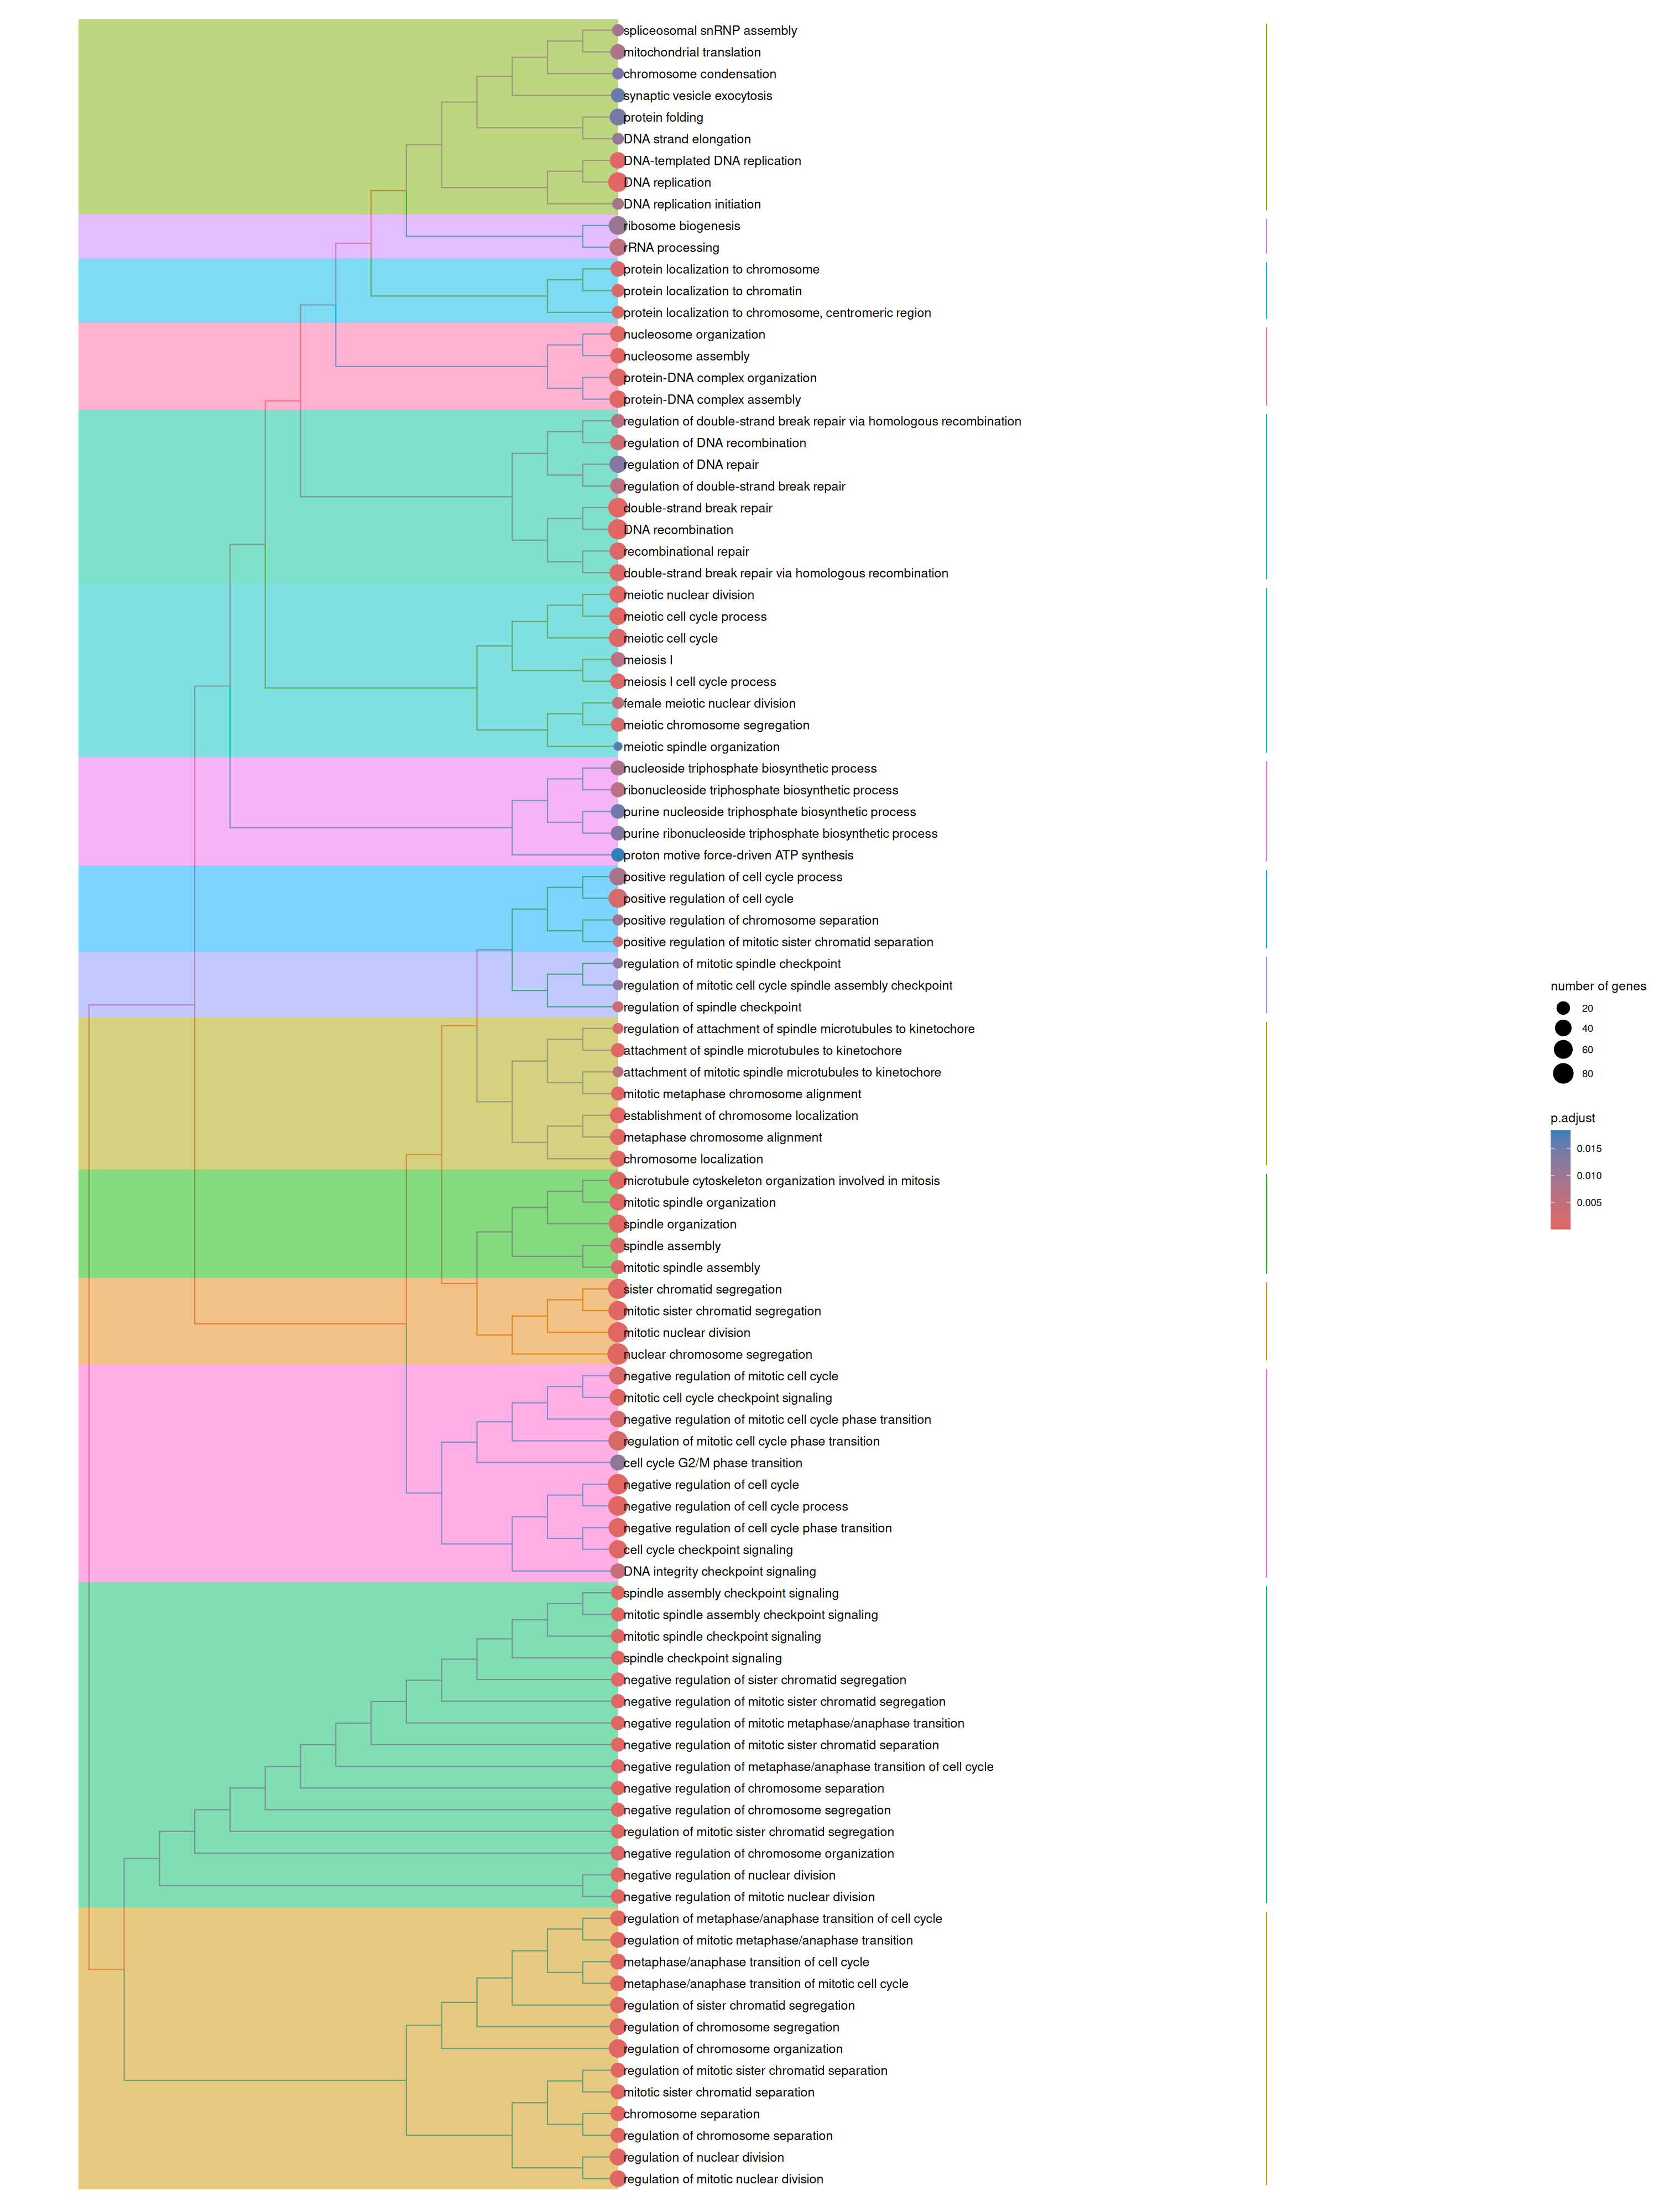 spliceosomal snRNP assembly
mitochondrial translation
chromosome condensation
synaptic vesicle exocytosis
protein folding
DNA strand elongation
DNA-templated DNA replication
DNA replication
DNA replication initiation
ribosome biogenesis
rRNA processing
protein localization to chromosome
protein localization to chromatin
protein localization to chromosome, centromeric region
nucleosome organization
nucleosome assembly
protein-DNA complex organization
protein-DNA complex assembly
regulation of double-strand break repair via homologous recombination
regulation of DNA recombination
regulation of DNA repair
regulation of double-strand break repair
double-strand break repair
DNA recombination
recombinational repair
double-strand break repair via homologous recombination
meiotic nuclear division
meiotic cell cycle process
meiotic cell cycle
meiosis I
meiosis I cell cycle process
female meiotic nuclear division
meiotic chromosome segregation
meiotic spindle organization
nucleoside triphosphate biosynthetic process
ribonucleoside triphosphate biosynthetic process
purine nucleoside triphosphate biosynthetic process
purine ribonucleoside triphosphate biosynthetic process
proton motive force-driven ATP synthesis
positive regulation of cell cycle process
positive regulation of cell cycle
positive regulation of chromosome separation
positive regulation of mitotic sister chromatid separation
regulation of mitotic spindle checkpoint
regulation of mitotic cell cycle spindle assembly checkpoint
regulation of spindle checkpoint
regulation of attachment of spindle microtubules to kinetochore
attachment of spindle microtubules to kinetochore
attachment of mitotic spindle microtubules to kinetochore
mitotic metaphase chromosome alignment
establishment of chromosome localization
metaphase chromosome alignment
chromosome localization
microtubule cytoskeleton organization involved in mitosis
mitotic spindle organization
spindle organization
spindle assembly
mitotic spindle assembly
sister chromatid segregation
mitotic sister chromatid segregation
mitotic nuclear division
nuclear chromosome segregation
negative regulation of mitotic cell cycle
mitotic cell cycle checkpoint signaling
negative regulation of mitotic cell cycle phase transition
regulation of mitotic cell cycle phase transition
cell cycle G2/M phase transition
negative regulation of cell cycle
negative regulation of cell cycle process
negative regulation of cell cycle phase transition
cell cycle checkpoint signaling
DNA integrity checkpoint signaling
spindle assembly checkpoint signaling
mitotic spindle assembly checkpoint signaling
mitotic spindle checkpoint signaling
spindle checkpoint signaling
negative regulation of sister chromatid segregation
negative regulation of mitotic sister chromatid segregation
negative regulation of mitotic metaphase/anaphase transition
negative regulation of mitotic sister chromatid separation
negative regulation of metaphase/anaphase transition of cell cycle
negative regulation of chromosome separation
negative regulation of chromosome segregation
regulation of mitotic sister chromatid segregation
negative regulation of chromosome organization
negative regulation of nuclear division
negative regulation of mitotic nuclear division
regulation of metaphase/anaphase transition of cell cycle
regulation of mitotic metaphase/anaphase transition
metaphase/anaphase transition of cell cycle
metaphase/anaphase transition of mitotic cell cycle
regulation of sister chromatid segregation
regulation of chromosome segregation
regulation of chromosome organization
regulation of mitotic sister chromatid separation
mitotic sister chromatid separation
chromosome separation
regulation of chromosome separation
regulation of nuclear division
regulation of mitotic nuclear division
number of genes
20
40
60
80
p.adjust
0.015
0.010
0.005